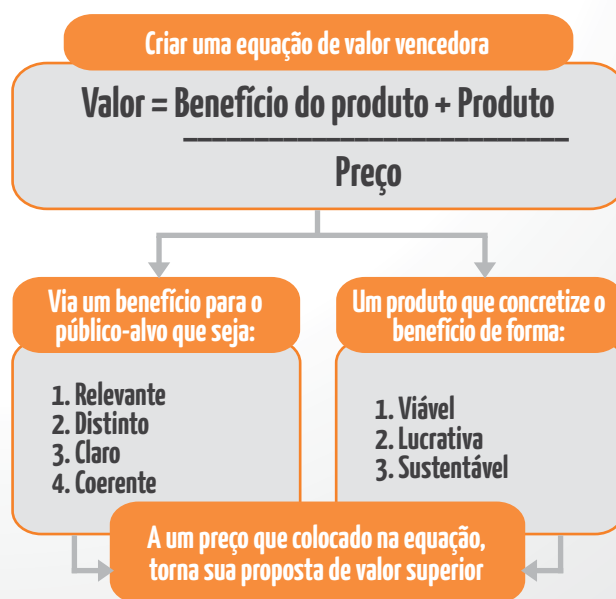 Criar uma equação de valor vencedora
Valor = Benefício do produto + Produto
Preço
Via um benefício para o
público-alvo que seja:
1. Relevante
2. Distinto
3. Claro
4. Coerente
Um produto que concretize o
benefício de forma:
1. Viável
2. Lucrativa
3. Sustentável
A um preço que colocado na equação,
torna sua proposta de valor superior